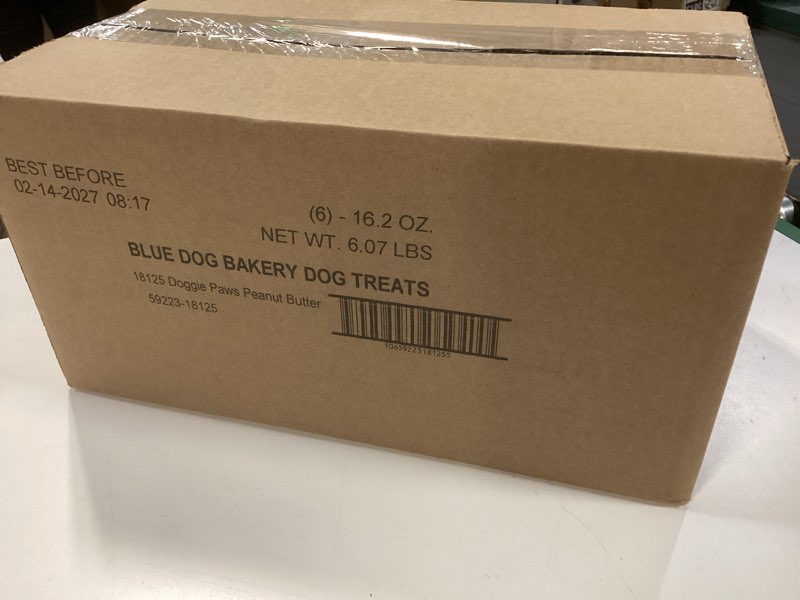 BEST BEFORE
02-14-2027 08:17
(6) - 16.2 OZ.
NET WT. 6.07 LBS
BLUE DOG BAKERY DOG TREATS
18125 Doggie Paws Peanut Butter
59223-18125
10659223181255